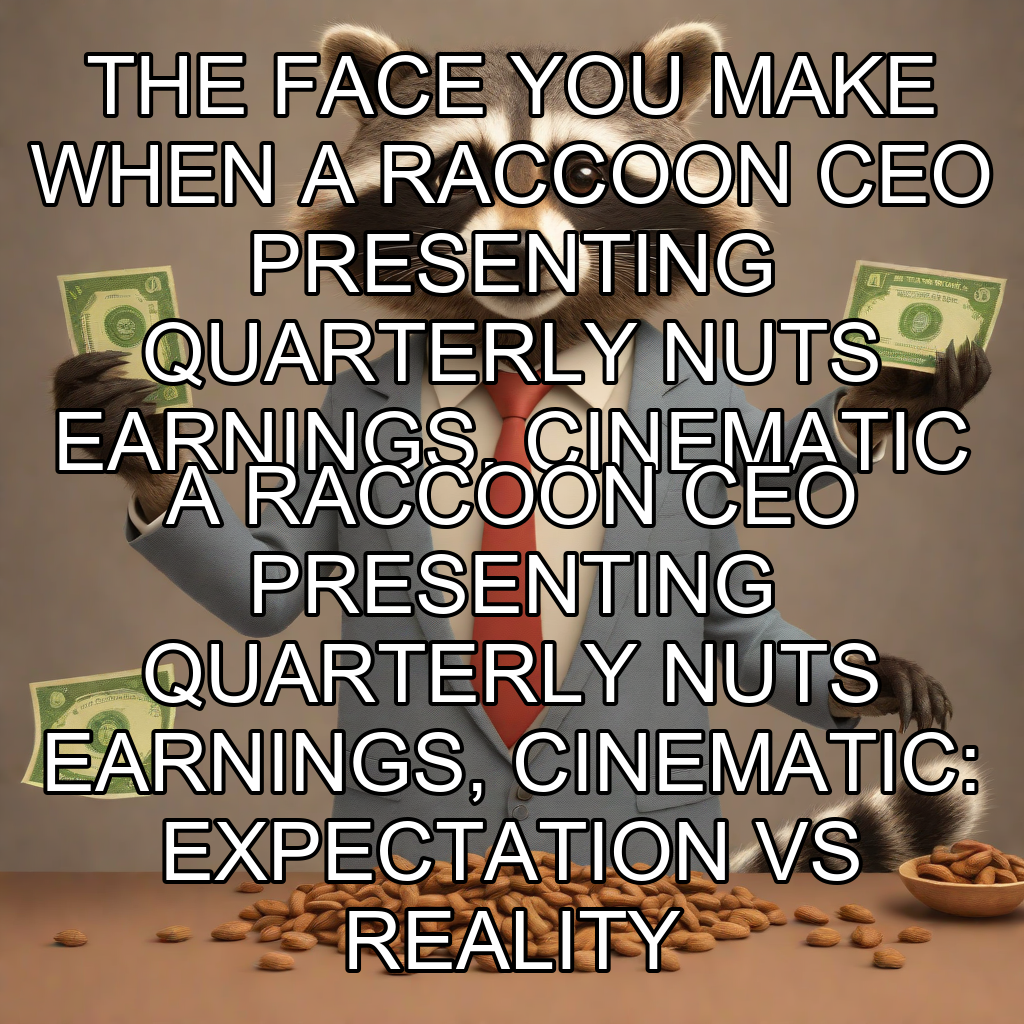 THE FACE YOU MAKE
WHEN A RACCOON CEO
PRESENTING
QUARTERLY NUTS
EARNINGS, CINEMATIC
A RACCOON CEO
PRESENTING
QUARTERLY NUTS
EARNINGS, CINEMATIC:
EXPECTATION VS
REALITY